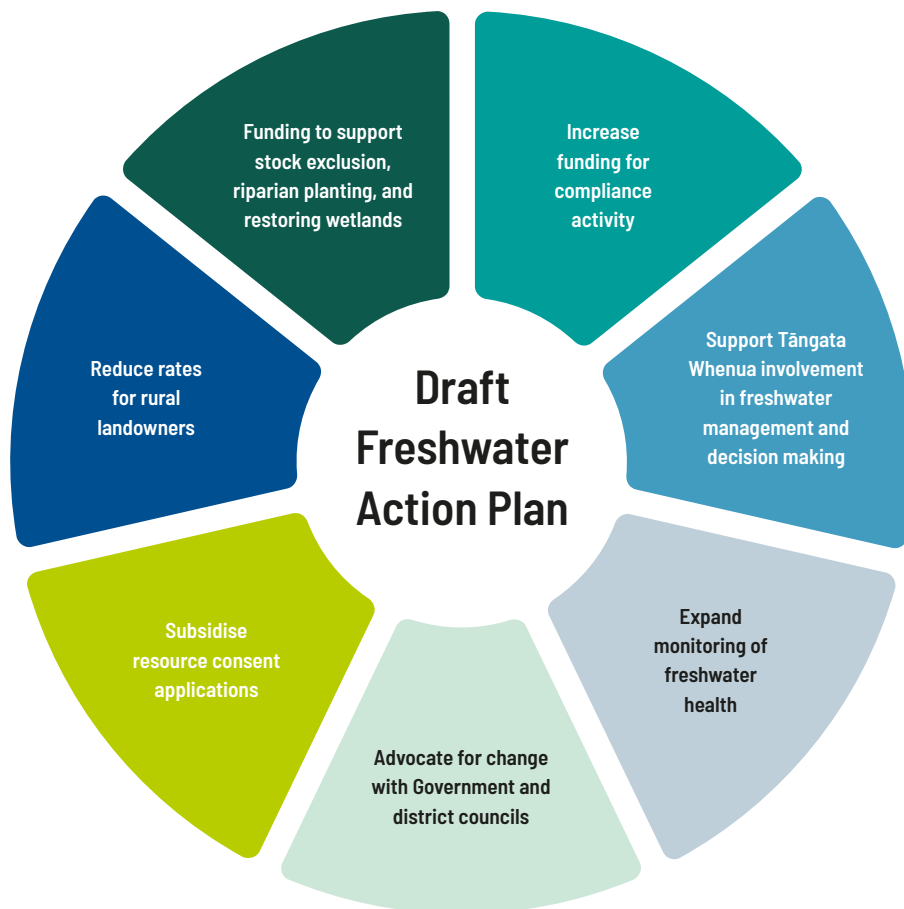 Funding to support
stock exclusion,
riparian planting, and
restoring wetlands
Increase
funding for
compliance
activity
Support Tāngata
Whenua involvement
in freshwater
management and
decision making
Expand
monitoring of
freshwater
health
Advocate for change
with Government and
district councils
Subsidise
resource consent
applications
Reduce rates
for rural
landowners
Draft
Freshwater
Action Plan